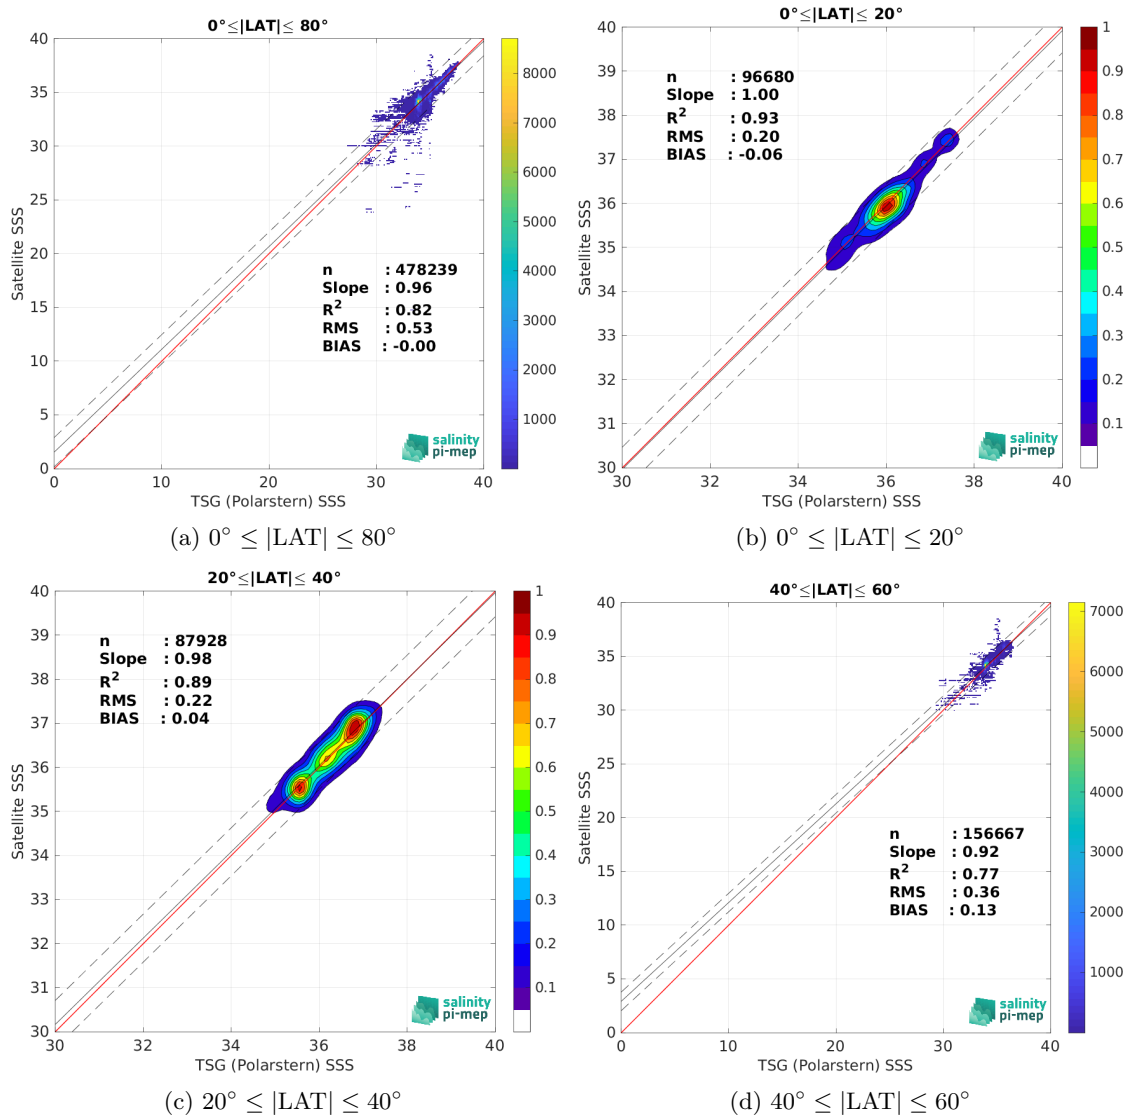 0°≤|LAT|≤ 80°
40
35
30
25
20
15
10
5
0
0
10
20
30
40
Satellite SSS
TSG (Polarstern) SSS
n : 478239
Slope : 0.96
R² : 0.82
RMS : 0.53
BIAS : -0.00
salinity
pi-mep
8000
7000
6000
5000
4000
3000
2000
1000
(a) 0° ≤ |LAT| ≤ 80°
0°≤|LAT|≤ 20°
40
39
38
37
36
35
34
33
32
31
30
30
32
34
36
38
40
Satellite SSS
TSG (Polarstern) SSS
n : 96680
Slope : 1.00
R² : 0.93
RMS : 0.20
BIAS : -0.06
salinity
pi-mep
1
0.9
0.8
0.7
0.6
0.5
0.4
0.3
0.2
0.1
(b) 0° ≤ |LAT| ≤ 20°
20°≤|LAT|≤ 40°
40
39
38
37
36
35
34
33
32
31
30
30
32
34
36
38
40
Satellite SSS
TSG (Polarstern) SSS
n : 87928
Slope : 0.98
R² : 0.89
RMS : 0.22
BIAS : 0.04
salinity
pi-mep
1
0.9
0.8
0.7
0.6
0.5
0.4
0.3
0.2
0.1
(c) 20° ≤ |LAT| ≤ 40°
40°≤|LAT|≤ 60°
40
35
30
25
20
15
10
5
0
0
10
20
30
40
Satellite SSS
TSG (Polarstern) SSS
n : 156667
Slope : 0.92
R² : 0.77
RMS : 0.36
BIAS : 0.13
salinity
pi-mep
7000
6000
5000
4000
3000
2000
1000
(d) 40° ≤ |LAT| ≤ 60°